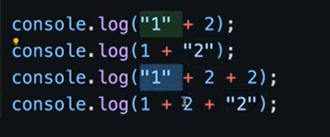 console.log("1" + 2);
console.log(1 + "2");
console.log("1" + 2 + 2);
console.log(1 + 2 + "2");